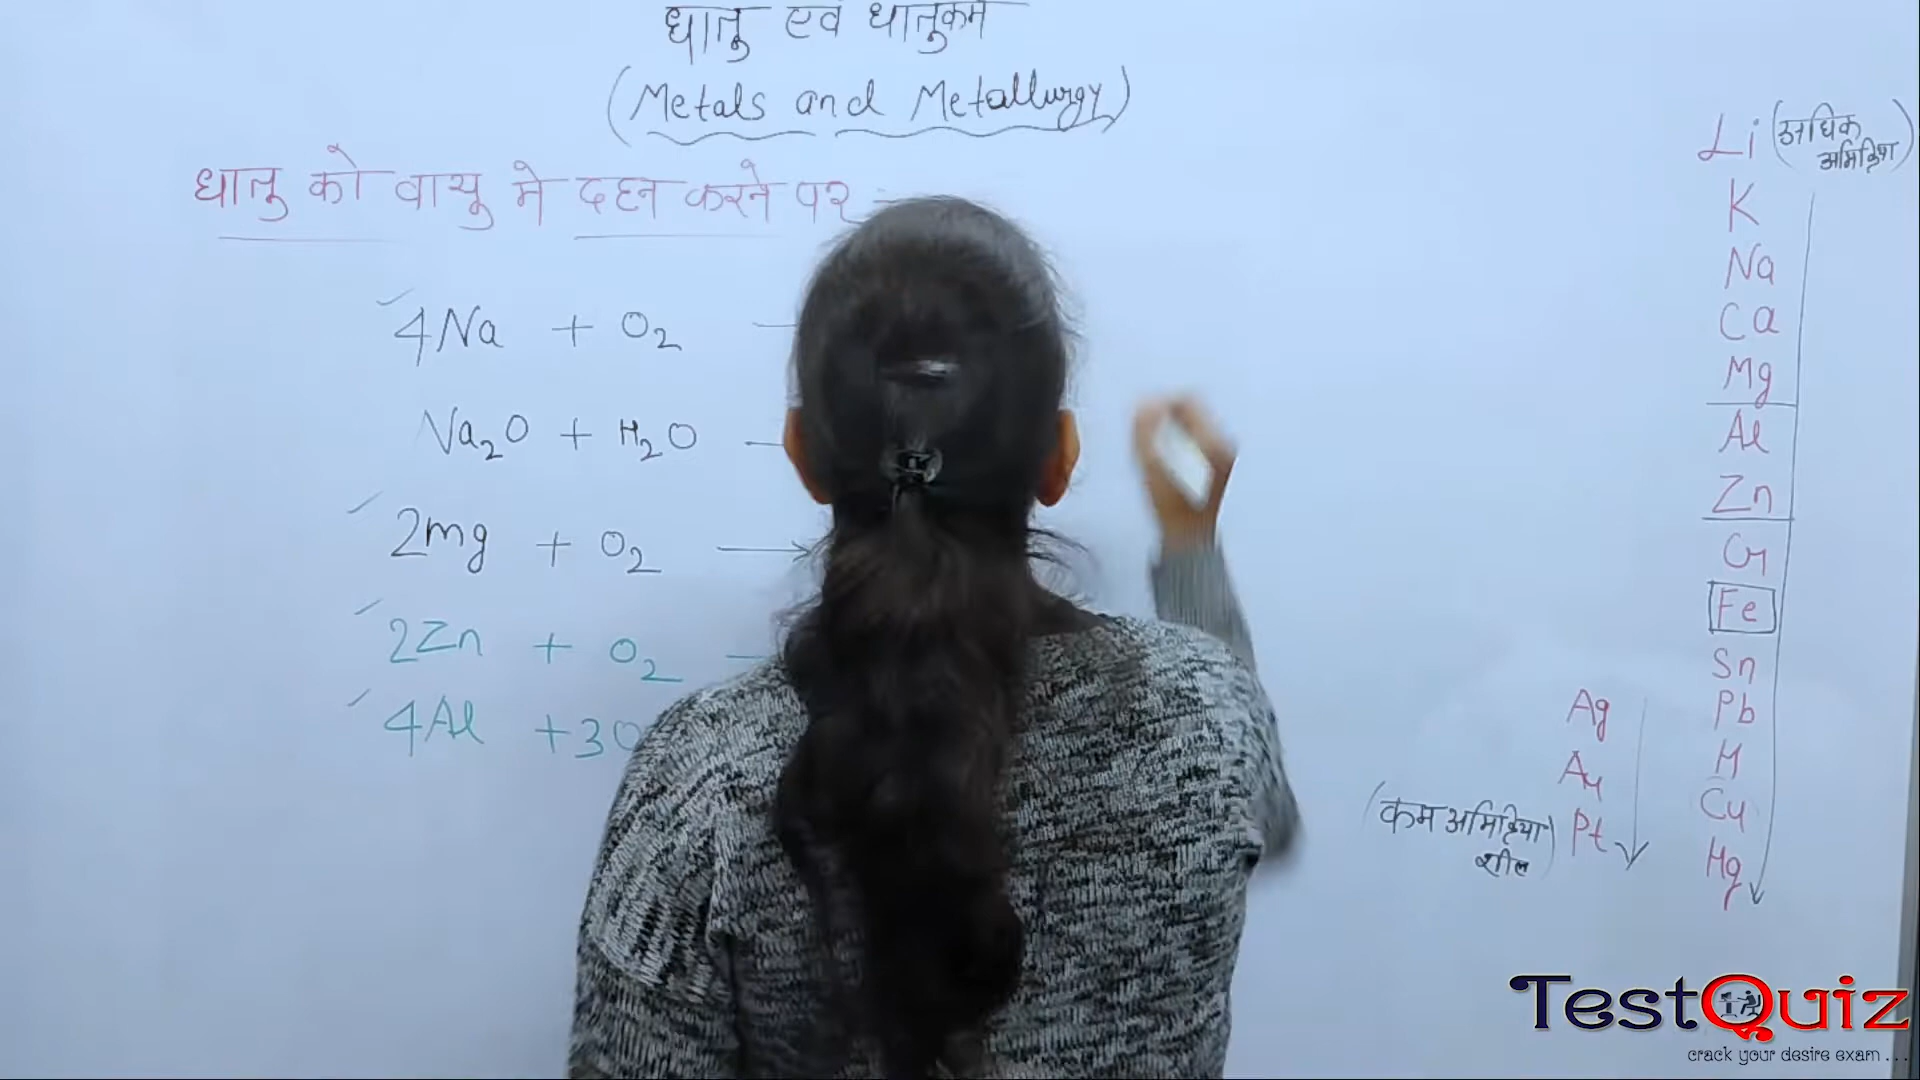 धातु एवं धातुकर्म
(Metals and Metallurgy)
धातु को वायु मे दहन करने पर
4Na + O2
Na2O + H2O
2mg + O2 →
2Zn + O2
4Al + 3O
Li (अधिक
अभिक्रिया)
K
Na
Ca
Mg
Al
Zn
Cr
Fe
Sn
Pb
H
Cu
Hg
Ag
Au
Pt
(कम अभिक्रिया
शील)
TestQuiz
crack your desire exam ...